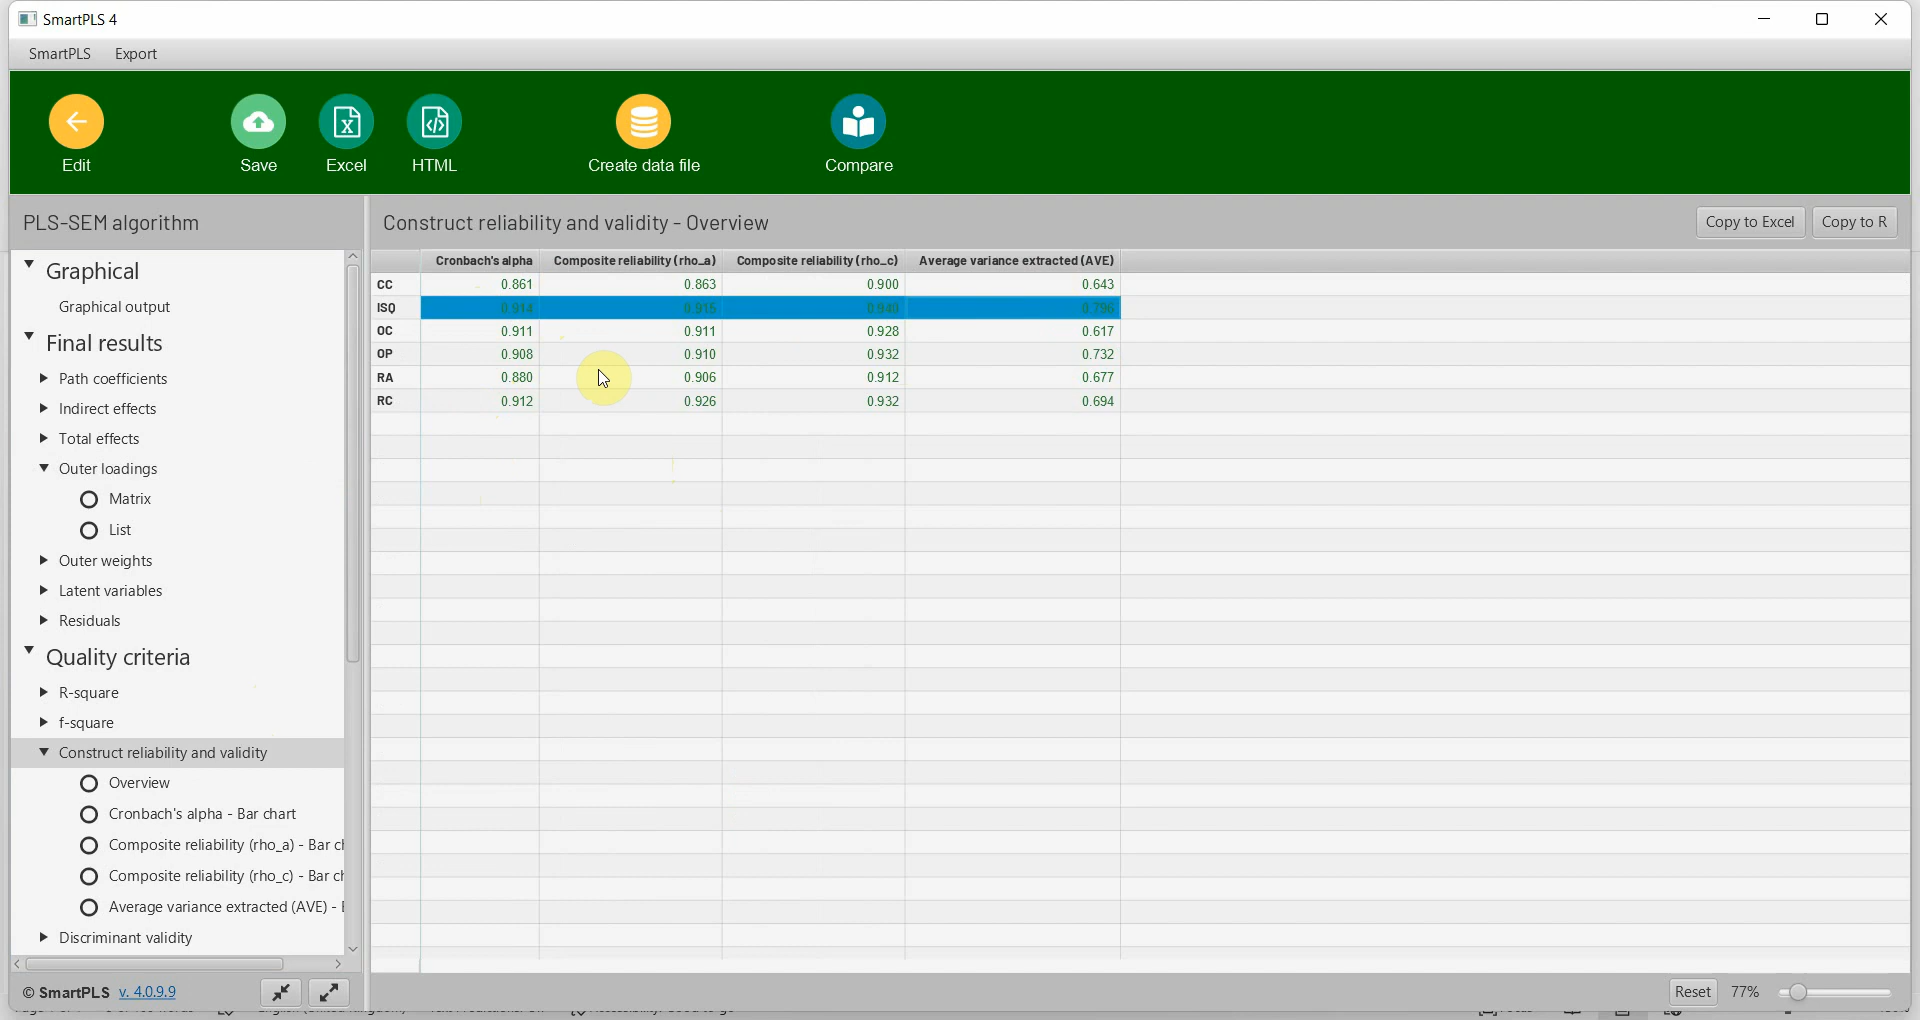 SmartPLS 4
SmartPLS Export
Edit Save Excel HTML Create data file Compare
PLS-SEM algorithm
Construct reliability and validity - Overview
Copy to Excel Copy to R
Graphical
Graphical output
Final results
Path coefficients
Indirect effects
Total effects
Outer loadings
Matrix
List
Outer weights
Latent variables
Residuals
Quality criteria
R-square
f-square
Construct reliability and validity
Overview
Cronbach's alpha - Bar chart
Composite reliability (rho_a) - Bar
Composite reliability (rho_c) - Bar
Average variance extracted (AVE) -
Discriminant validity
Cronbach's alpha Composite reliability (rho_a) Composite reliability (rho_c) Average variance extracted (AVE)
CC 0.861 0.863 0.900 0.643
ISQ 0.914 0.915 0.940 0.796
OC 0.911 0.911 0.928 0.617
OP 0.908 0.910 0.932 0.732
RA 0.880 0.906 0.912 0.677
RC 0.912 0.926 0.932 0.694
© SmartPLS v. 4.0.9.9
Reset 77%